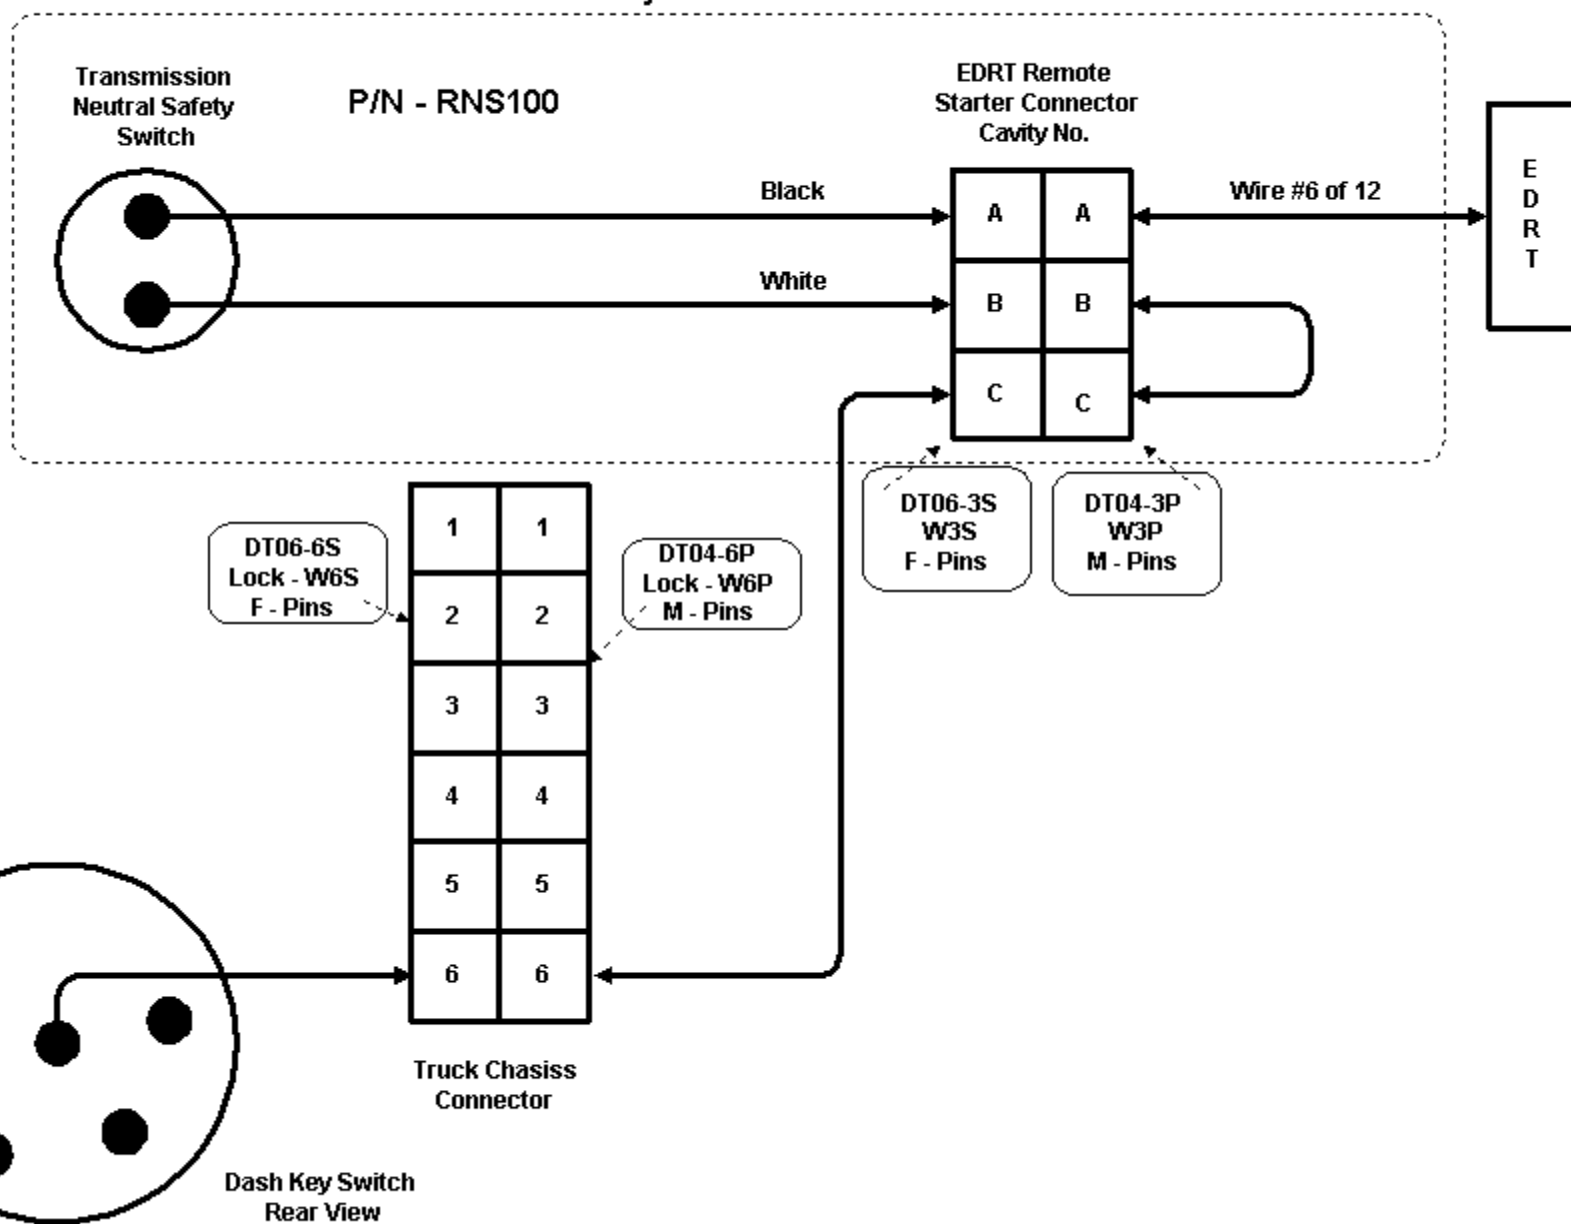 Transmission
Neutral Safety
Switch
P/N - RNS100
EDRT Remote
Starter Connector
Cavity No.
Black
A
A
Wire #6 of 12
E
D
R
T
White
B
B
C
C
DT06-3S
W3S
F - Pins
DT04-3P
W3P
M - Pins
DT06-6S
Lock - W6S
F - Pins
DT04-6P
Lock - W6P
M - Pins
1
1
2
2
3
3
4
4
5
5
6
6
Truck Chasiss
Connector
Dash Key Switch
Rear View